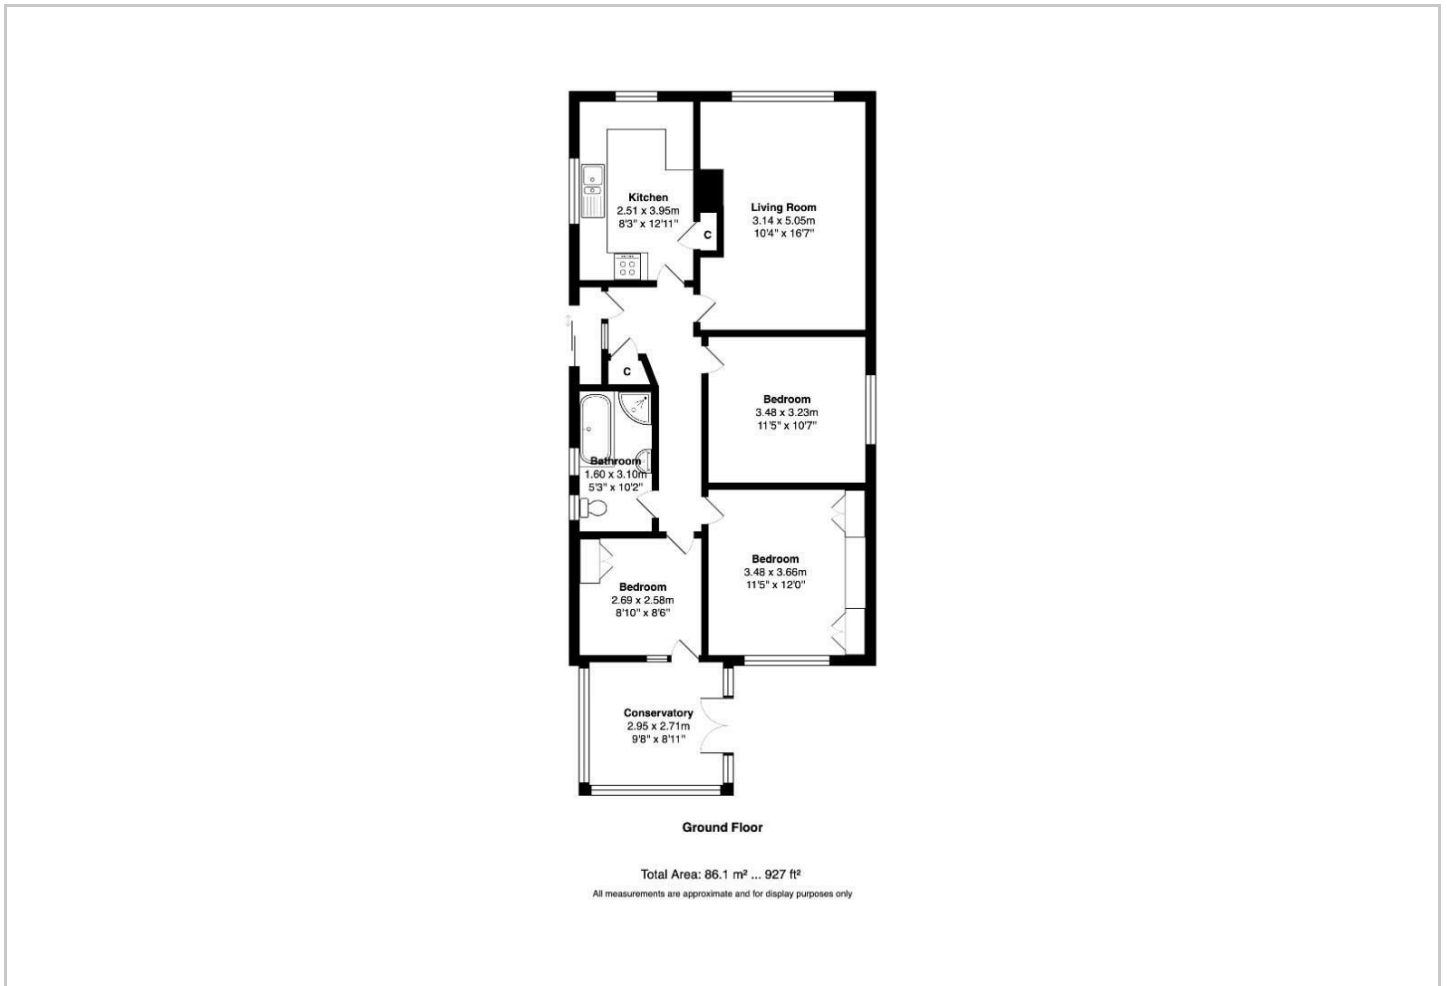 Kitchen
2.51 x 3.95m
8'3" x 12'11"
C
Living Room
3.14 x 5.05m
10'4" x 16'7"
C
Bedroom
3.48 x 3.23m
11'5" x 10'7"
Bathroom
1.60 x 3.10m
5'3" x 10'2"
Bedroom
3.48 x 3.66m
11'5" x 12'0"
Bedroom
2.69 x 2.58m
8'10" x 8'6"
Conservatory
2.95 x 2.71m
9'8" x 8'11"
Ground Floor
Total Area: 86.1 m² ... 927 ft²
All measurements are approximate and for display purposes only